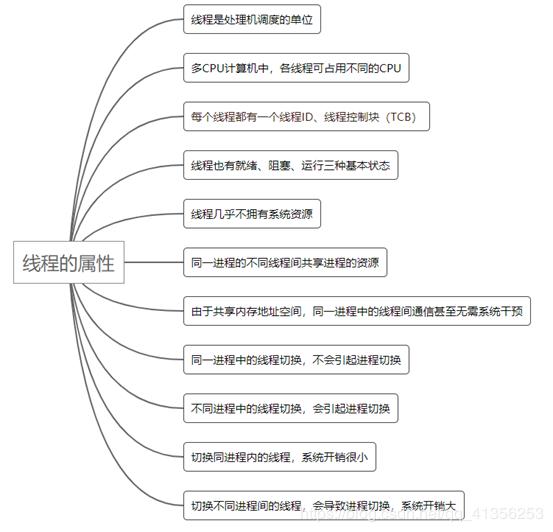 线程是处理机调度的单位
多CPU计算机中，各线程可占用不同的CPU
每个线程都有一个线程ID、线程控制块（TCB）
线程也有就绪、阻塞、运行三种基本状态
线程几乎不拥有系统资源
线程的属性
同一进程的不同线程间共享进程的资源
由于共享内存地址空间，同一进程中的线程间通信甚至无需系统干预
同一进程中的线程切换，不会引起进程切换
不同进程中的线程切换，会引起进程切换
切换同进程内的线程，系统开销很小
切换不同进程间的线程，会导致进程切换，系统开销大
https://blog.csdn.net/qq_41356253